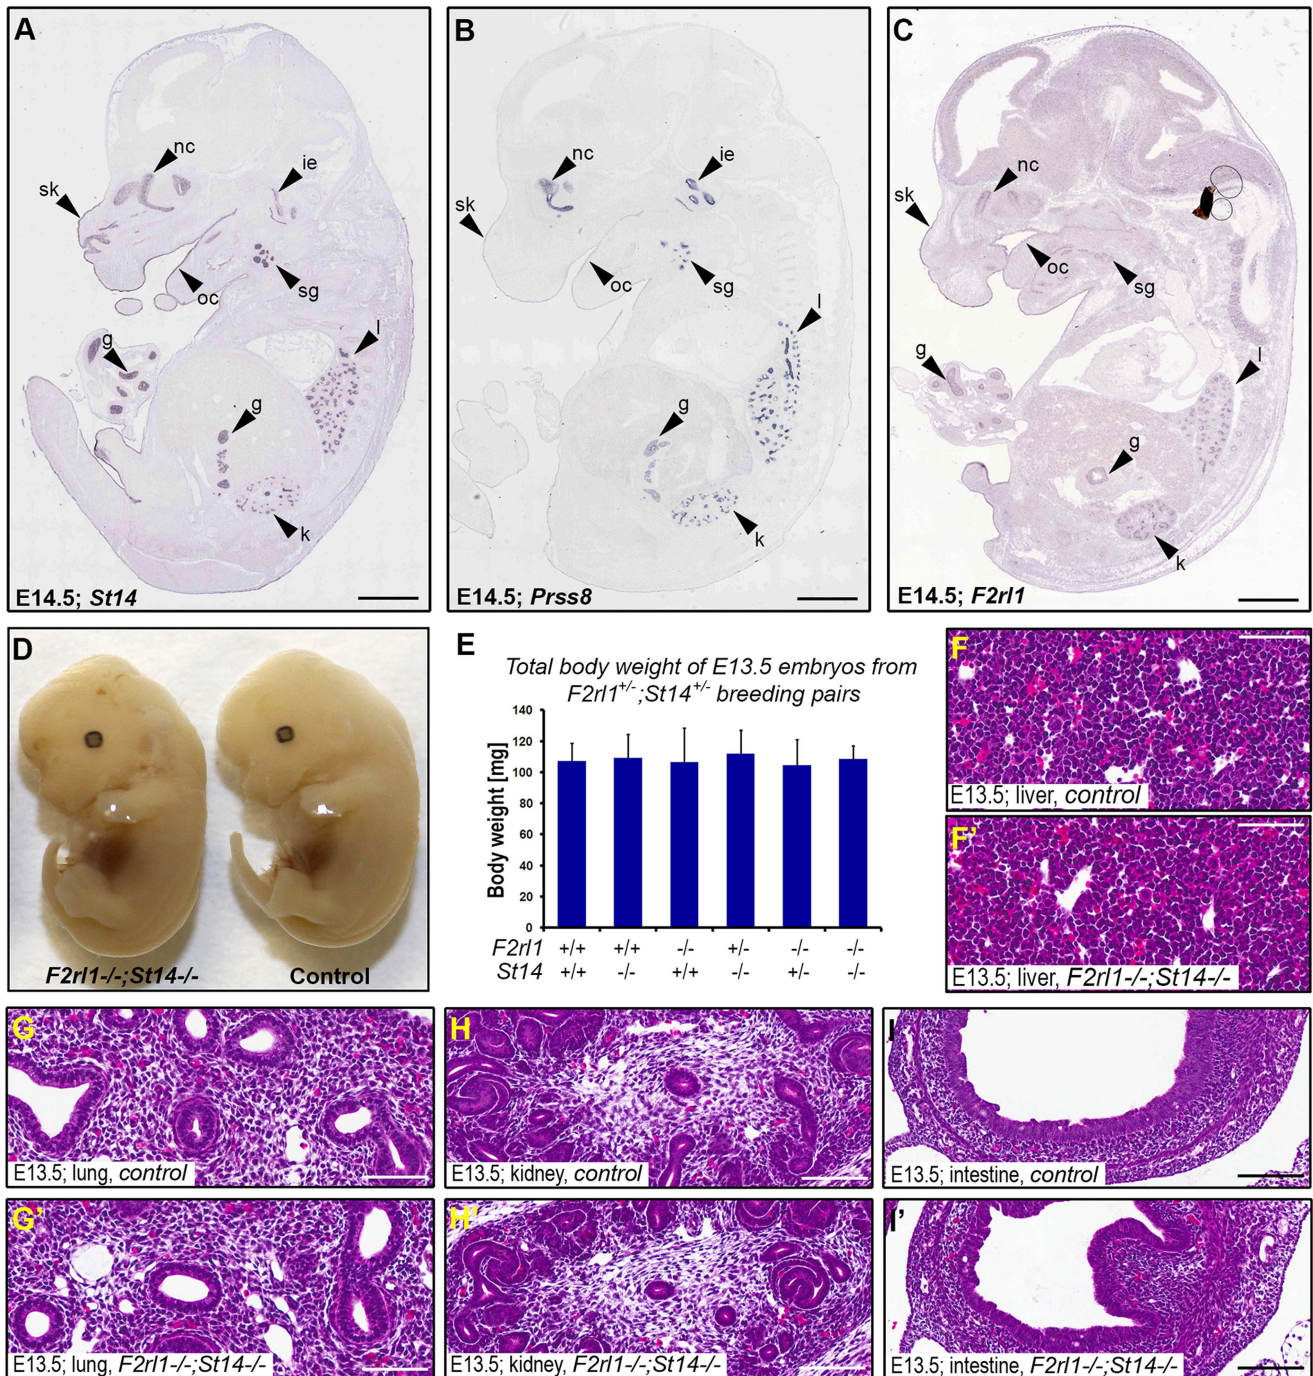 A
nc
ie
sk
oc
sg
g
l
g
k
E14.5; St14
B
nc
ie
sk
oc
sg
l
g
k
E14.5; Prss8
C
nc
sk
oc
sg
g
l
g
k
E14.5; F2rl1
D
F2rl1-/-;St14-/-
Control
E
Total body weight of E13.5 embryos from
F2rl1+/-;St14+/- breeding pairs
Body weight [mg]
140
120
100
80
60
40
20
0
F2rl1 +/+ +/+ -/- +/- -/- -/-
St14 +/+ -/- +/+ -/- +/- -/-
F
E13.5; liver, control
F'
E13.5; liver, F2rl1-/-;St14-/-
G
E13.5; lung, control
H
E13.5; kidney, control
I
E13.5; intestine, control
G'
E13.5; lung, F2rl1-/-;St14-/-
H'
E13.5; kidney, F2rl1-/-;St14-/-
I'
E13.5; intestine, F2rl1-/-;St14-/-